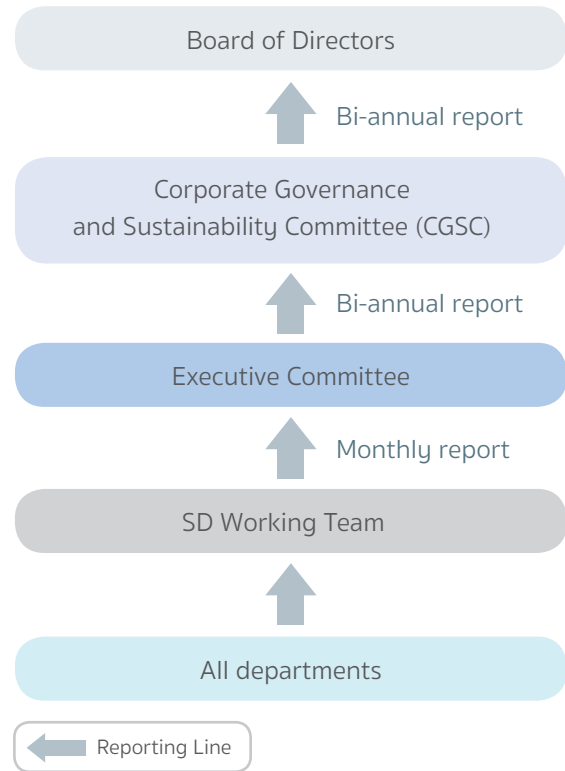 Board of Directors
Bi-annual report
Corporate Governance
and Sustainability Committee (CGSC)
Bi-annual report
Executive Committee
Monthly report
SD Working Team
All departments
Reporting Line